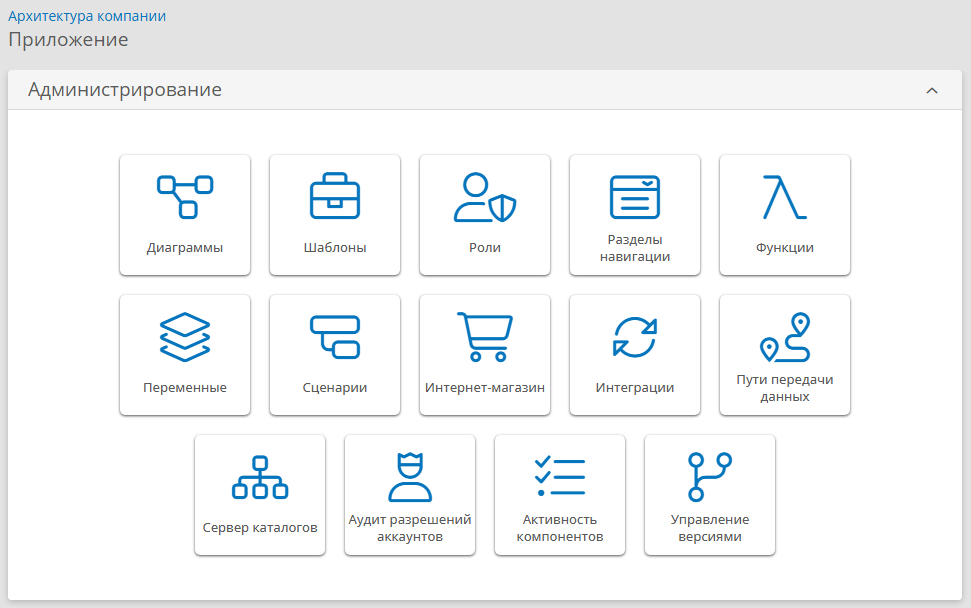 Архитектура компании
Приложение
Администрирование
Диаграммы
Шаблоны
Роли
Разделы
навигации
Функции
Переменные
Сценарии
Интернет-магазин
Интеграции
Пути передачи
данных
Сервер каталогов
Аудит разрешений
аккаунтов
Активность
компонентов
Управление
версиями